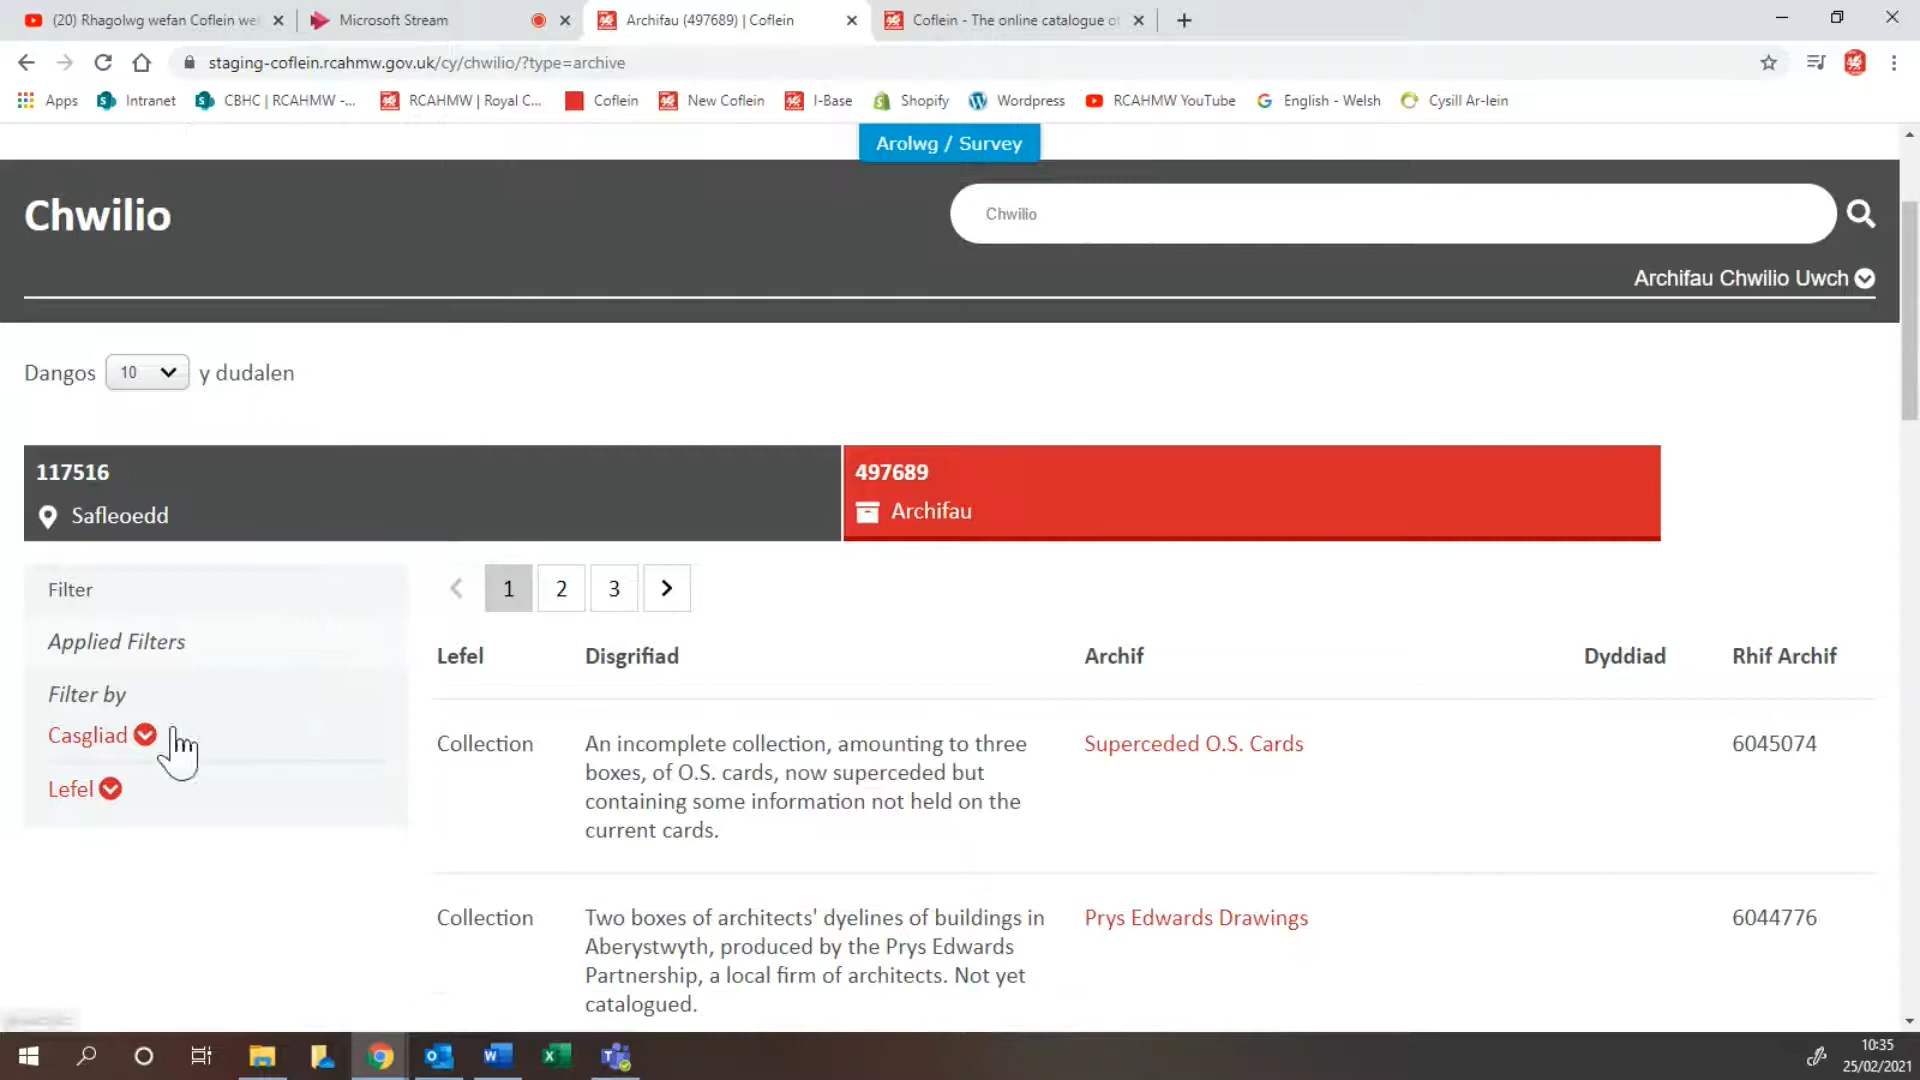 (20) Rhagolwg wefan Coflein we
Microsoft Stream
Archifau (497689) | Coflein
Coflein - The online catalogue o
staging-coflein.rcahmw.gov.uk/cy/chwilio/?type=archive
Apps
Intranet
CBHC | RCAHMW -...
RCAHMW | Royal C...
Coflein
New Coflein
I-Base
Shopify
Wordpress
RCAHMW YouTube
English - Welsh
Cysill Ar-lein
Arolwg / Survey
Chwilio
Chwilio
Archifau Chwilio Uwch
Dangos 10 y dudalen
117516
Safleoedd
497689
Archifau
Filter
Applied Filters
Filter by
Casgliad
Lefel
1 2 3
Lefel Disgrifiad Archif Dyddiad Rhif Archif
Collection An incomplete collection, amounting to three Superceded O.S. Cards 6045074
boxes, of O.S. cards, now superceded but
containing some information not held on the
current cards.
Collection Two boxes of architects' dyelines of buildings in Prys Edwards Drawings 6044776
Aberystwyth, produced by the Prys Edwards
Partnership, a local firm of architects. Not yet
catalogued.
10:35
25/02/2021